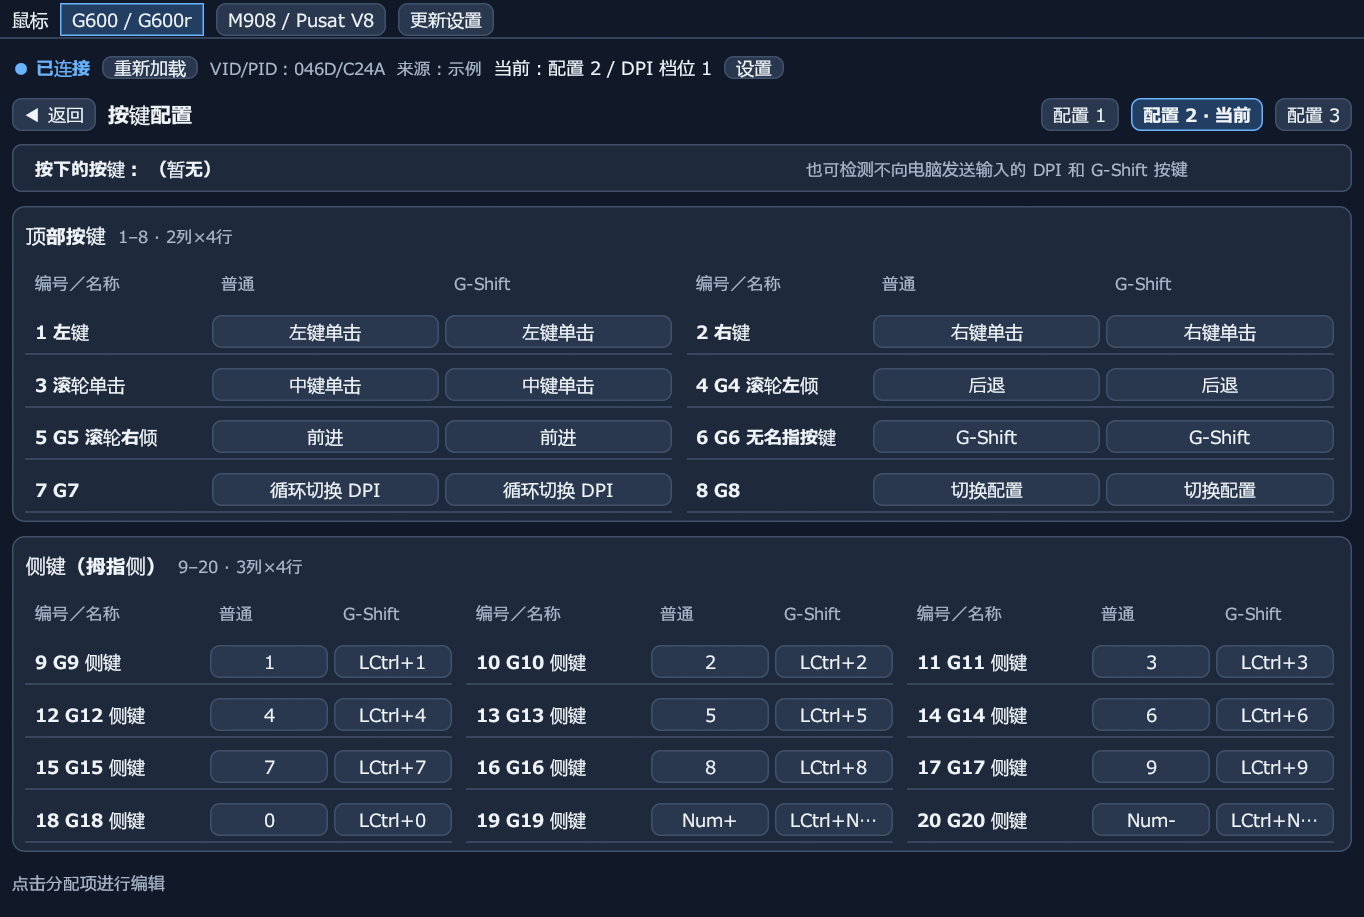 鼠标 G600 / G600r M908 / Pusat V8 更新设置
● 已连接 重新加载 VID/PID：046D/C24A 来源：示例 当前：配置 2 / DPI 档位 1 设置
◀ 返回 按键配置 配置 1 配置 2 · 当前 配置 3
按下的按键： （暂无） 也可检测不向电脑发送输入的 DPI 和 G-Shift 按键
顶部按键 1–8 · 2列×4行
编号／名称 普通 G-Shift 编号／名称 普通 G-Shift
1 左键 左键单击 左键单击 2 右键 右键单击 右键单击
3 滚轮单击 中键单击 中键单击 4 G4 滚轮左倾 后退 后退
5 G5 滚轮右倾 前进 前进 6 G6 无名指按键 G-Shift G-Shift
7 G7 循环切换 DPI 循环切换 DPI 8 G8 切换配置 切换配置
侧键（拇指侧） 9–20 · 3列×4行
编号／名称 普通 G-Shift 编号／名称 普通 G-Shift 编号／名称 普通 G-Shift
9 G9 侧键 1 LCtrl+1 10 G10 侧键 2 LCtrl+2 11 G11 侧键 3 LCtrl+3
12 G12 侧键 4 LCtrl+4 13 G13 侧键 5 LCtrl+5 14 G14 侧键 6 LCtrl+6
15 G15 侧键 7 LCtrl+7 16 G16 侧键 8 LCtrl+8 17 G17 侧键 9 LCtrl+9
18 G18 侧键 0 LCtrl+0 19 G19 侧键 Num+ LCtrl+N… 20 G20 侧键 Num- LCtrl+N…
点击分配项进行编辑